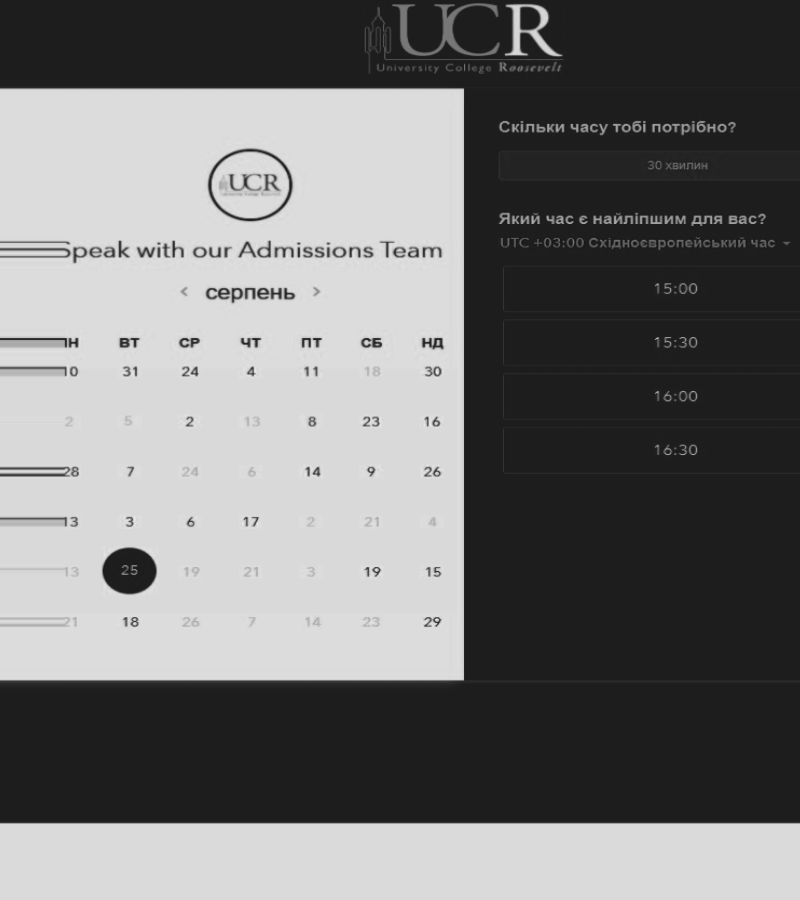 UCR
University College Roosevelt
UCR
Speak with our Admissions Team
< серпень >
ПН ВТ СР ЧТ ПТ СБ НД
10 31 24 4 11 18 30
2 5 2 13 8 23 16
28 7 24 6 14 9 26
13 3 6 17 2 21 4
13 25 19 21 3 19 15
21 18 26 7 14 23 29
Скільки часу тобі потрібно?
30 хвилин
Який час є найліпшим для вас?
UTC +03:00 Східноєвропейський час
15:00
15:30
16:00
16:30